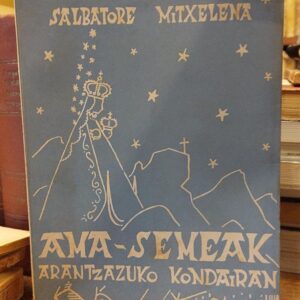 SALBATORE MITXELENA
AMA-SEMEAK
ARANTZAZUKO KONDAIRAN